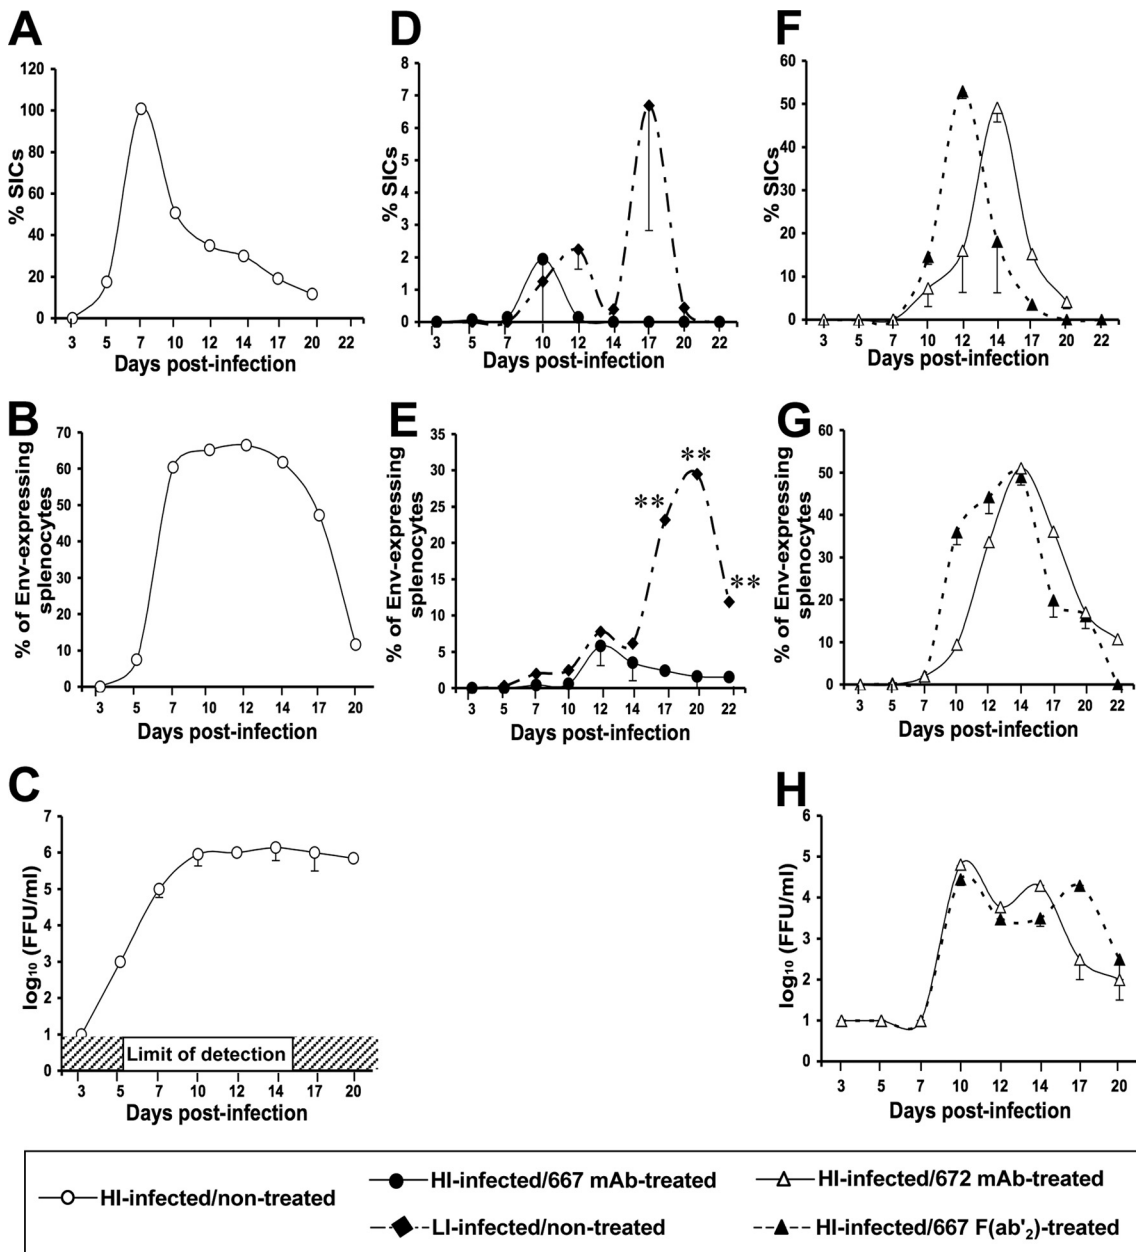 A
% SICs
120
100
80
60
40
20
0
3 5 7 10 12 14 17 20 22
Days post-infection
D
% SICs
8
7
6
5
4
3
2
1
0
3 5 7 10 12 14 17 20 22
Days post-infection
F
% SICs
60
50
40
30
20
10
0
3 5 7 10 12 14 17 20 22
Days post-infection
B
% of Env-expressing
splenocytes
70
60
50
40
30
20
10
0
3 5 7 10 12 14 17 20
Days post-infection
E
% of Env-expressing
splenocytes
35
30
25
20
15
10
5
0
**
**
**
3 5 7 10 12 14 17 20 22
Days post-infection
G
% of Env-expressing
splenocytes
60
50
40
30
20
10
0
3 5 7 10 12 14 17 20 22
Days post-infection
C
log₁₀ (FFU/ml)
7
6
5
4
3
2
1
0
Limit of detection
3 5 7 10 12 14 17 20
Days post-infection
H
log₁₀ (FFU/ml)
6
5
4
3
2
1
0
3 5 7 10 12 14 17 20
Days post-infection
HI-infected/non-treated
HI-infected/667 mAb-treated
LI-infected/non-treated
HI-infected/672 mAb-treated
HI-infected/667 F(ab'₂)-treated